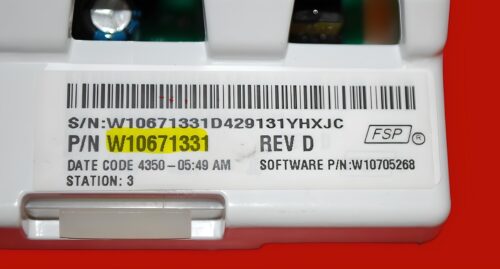 S/N:W10671331D429131YHXJC
P/N W10671331 REV D FSP ®
DATE CODE 4350-05:49 AM SOFTWARE P/N:W10705268
STATION: 3